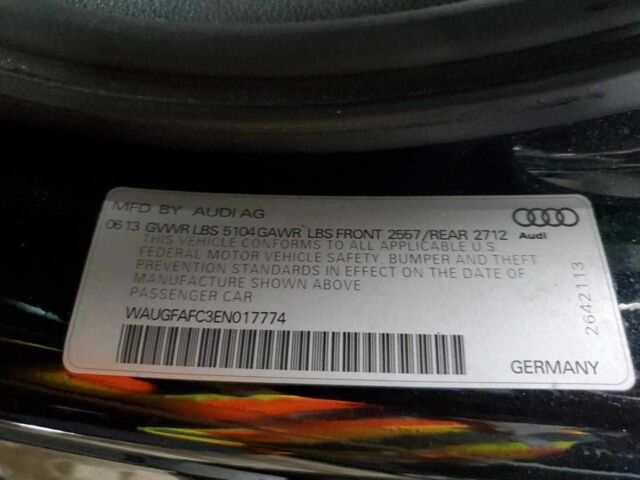 MFD. BY AUDI AG
06 13 GVWR LBS 5104 GAWR LBS FRONT 2557/REAR 2712
THIS VEHICLE CONFORMS TO ALL APPLICABLE U.S
FEDERAL MOTOR VEHICLE SAFETY, BUMPER AND THEFT
PREVENTION STANDARDS IN EFFECT ON THE DATE OF
MANUFACTURE SHOWN ABOVE
PASSENGER CAR
WAUGFAFC3EN017774
Audi
2642113
GERMANY